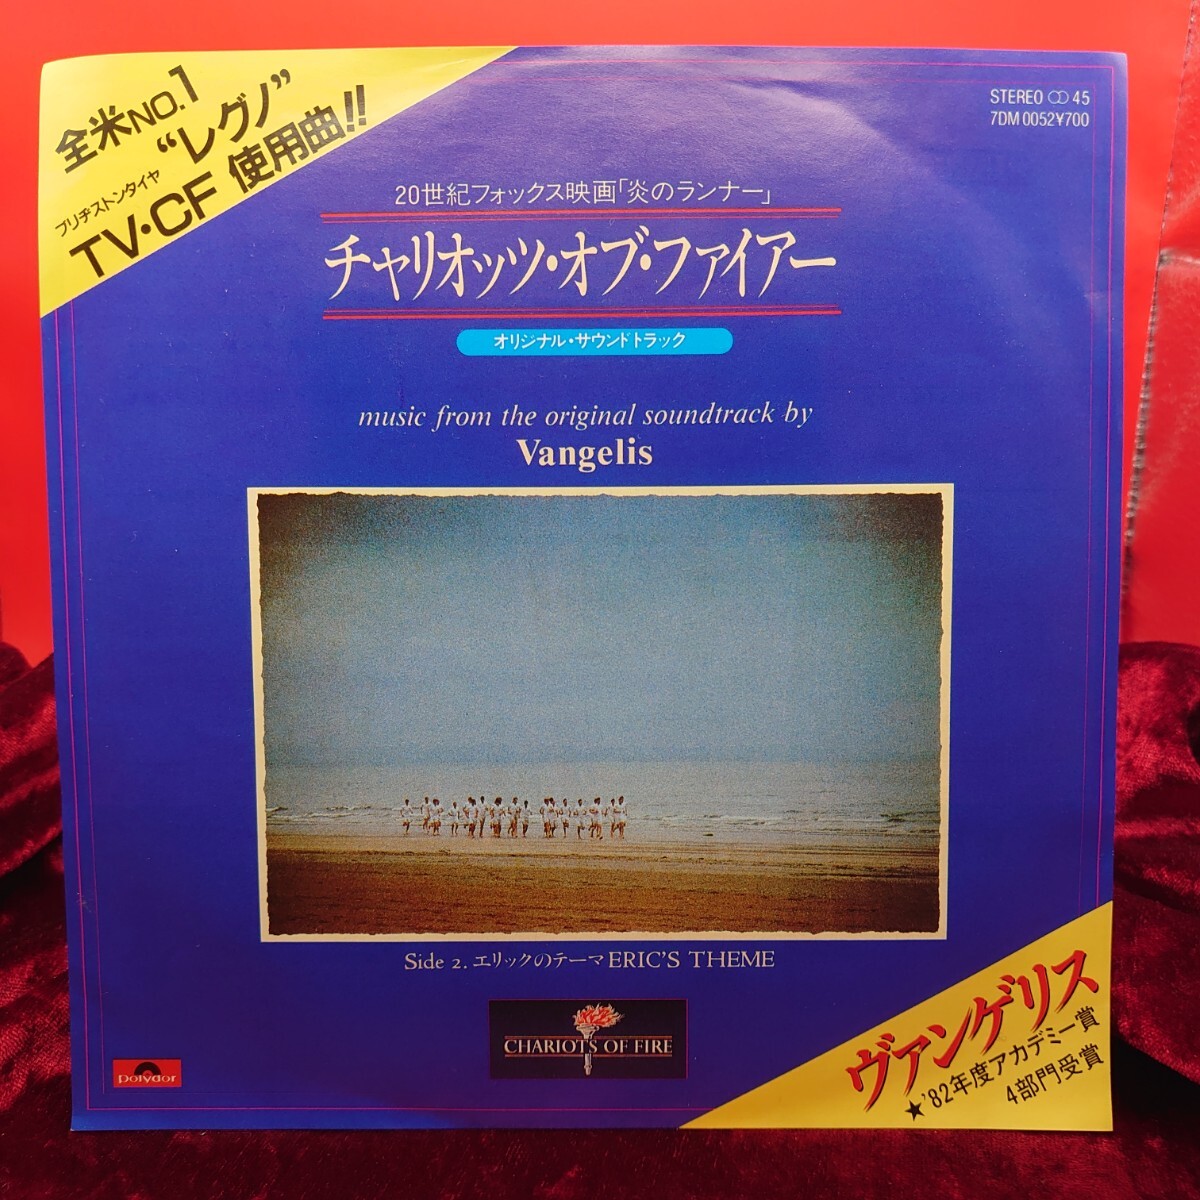 全米NO.1
ブリヂストンタイヤ “レグノ”
TV・CF 使用曲!!
STEREO 45
7DM 0052¥700
20世紀フォックス映画「炎のランナー」
チャリオッツ・オブ・ファイアー
オリジナル・サウンドトラック
music from the original soundtrack by
Vangelis
Side 2. エリックのテーマ ERIC'S THEME
CHARIOTS OF FIRE
polydor
ヴァンゲリス
★'82年度アカデミー賞
4部門受賞